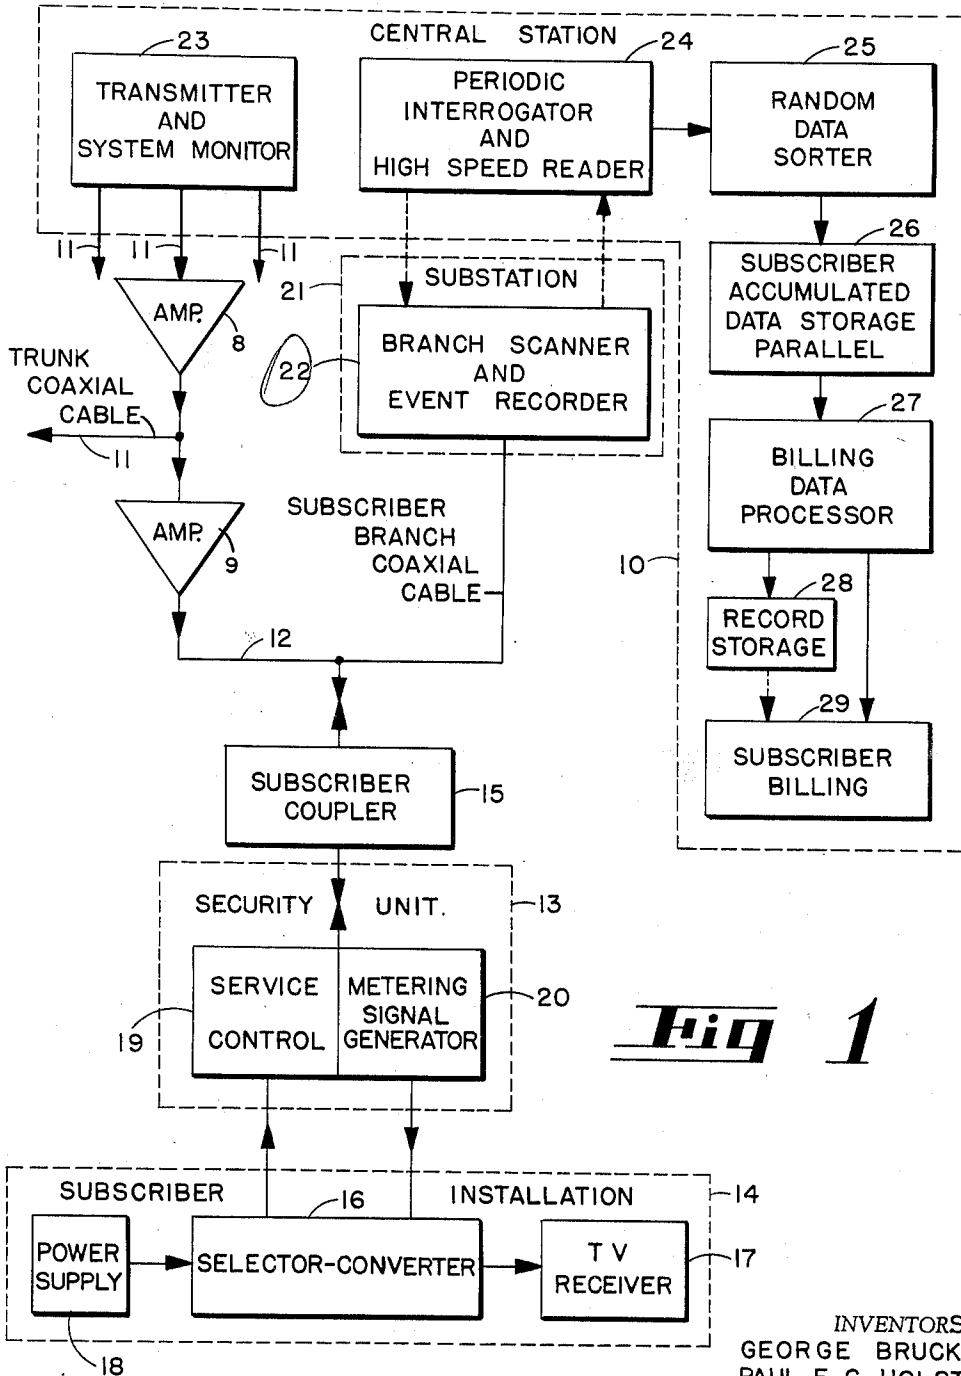 CENTRAL STATION
23
TRANSMITTER
AND
SYSTEM MONITOR
24
PERIODIC
INTERROGATOR
AND
HIGH SPEED READER
25
RANDOM
DATA
SORTER
11
11
11
26
SUBSCRIBER
ACCUMULATED
DATA STORAGE
PARALLEL
21
SUBSTATION
22
BRANCH SCANNER
AND
EVENT RECORDER
AMP.
8
TRUNK
COAXIAL
CABLE
11
27
BILLING
DATA
PROCESSOR
AMP.
9
SUBSCRIBER
BRANCH
COAXIAL
CABLE
10
28
RECORD
STORAGE
12
29
SUBSCRIBER
BILLING
SUBSCRIBER
COUPLER
15
SECURITY UNIT.
13
SERVICE
CONTROL
19
METERING
SIGNAL
GENERATOR
20
Fig 1
SUBSCRIBER INSTALLATION
14
16
POWER
SUPPLY
18
SELECTOR-CONVERTER
TV
RECEIVER
17
INVENTORS
GEORGE BRUCK